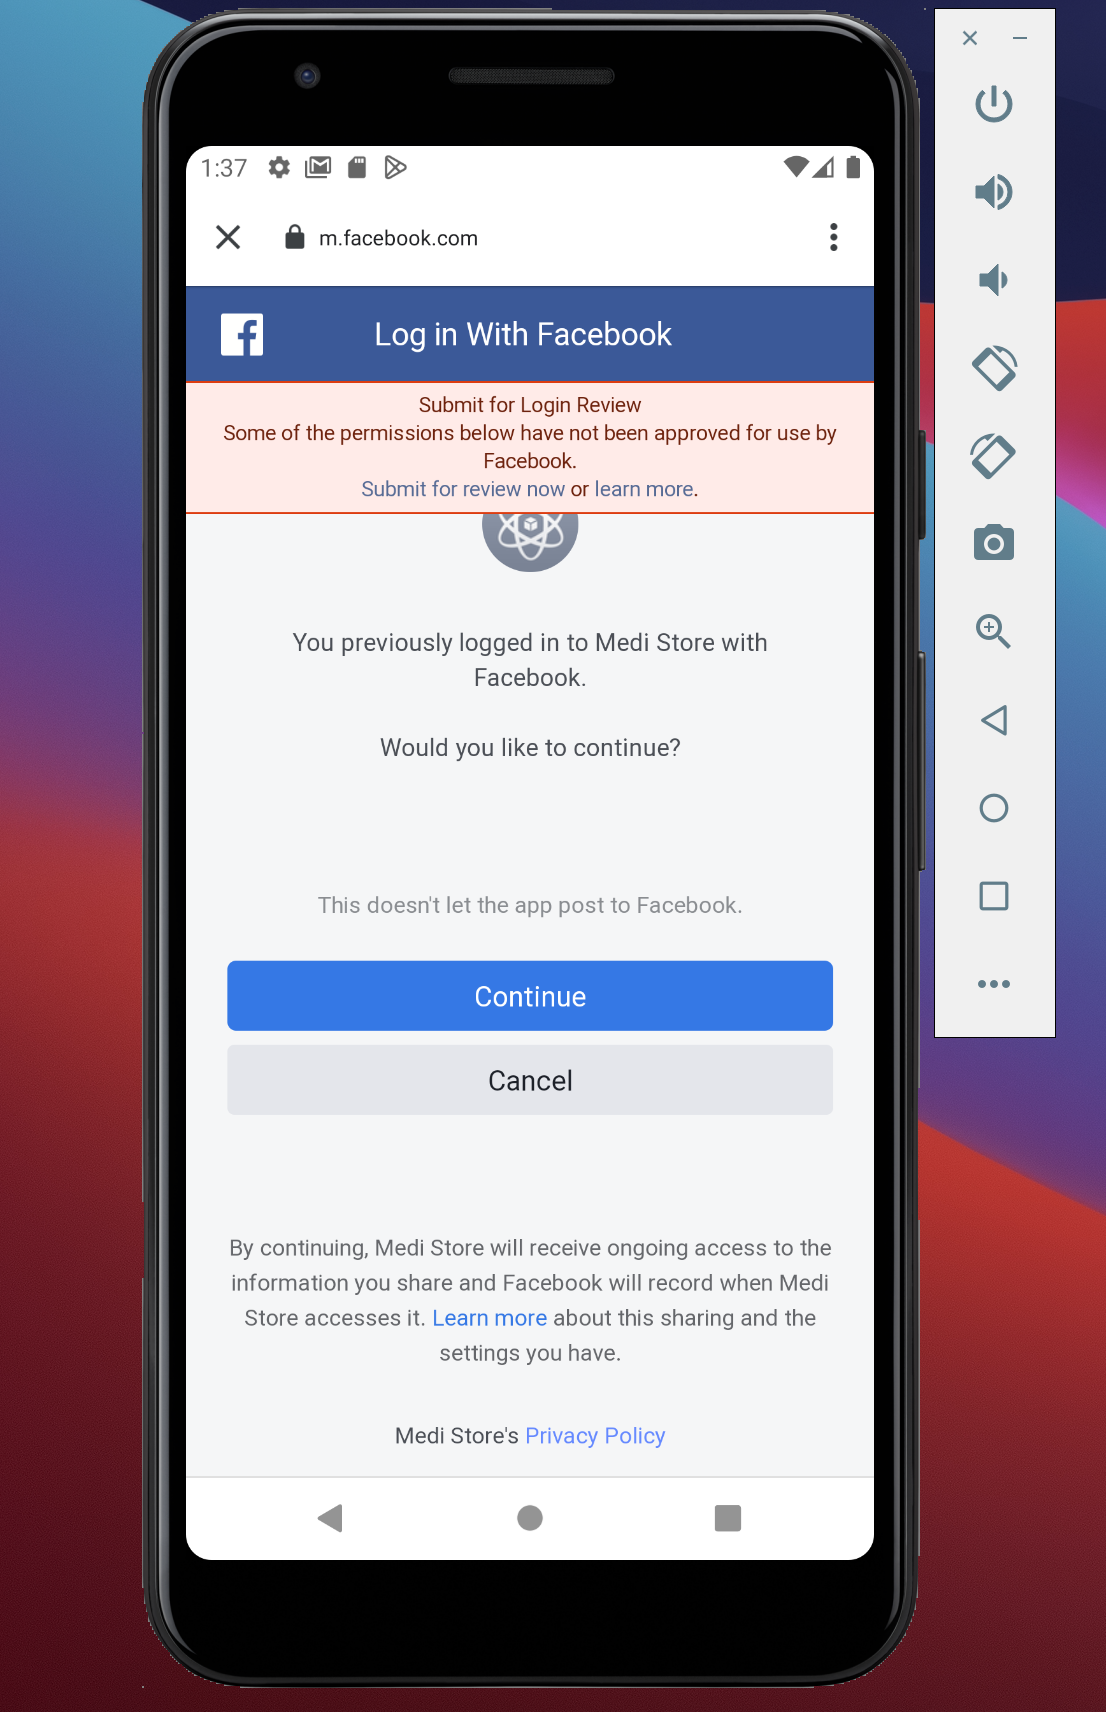 1:37
m.facebook.com
Log in With Facebook
Submit for Login Review
Some of the permissions below have not been approved for use by
Facebook.
Submit for review now or learn more.
You previously logged in to Medi Store with
Facebook.
Would you like to continue?
This doesn't let the app post to Facebook.
Continue
Cancel
By continuing, Medi Store will receive ongoing access to the
information you share and Facebook will record when Medi
Store accesses it. Learn more about this sharing and the
settings you have.
Medi Store's Privacy Policy